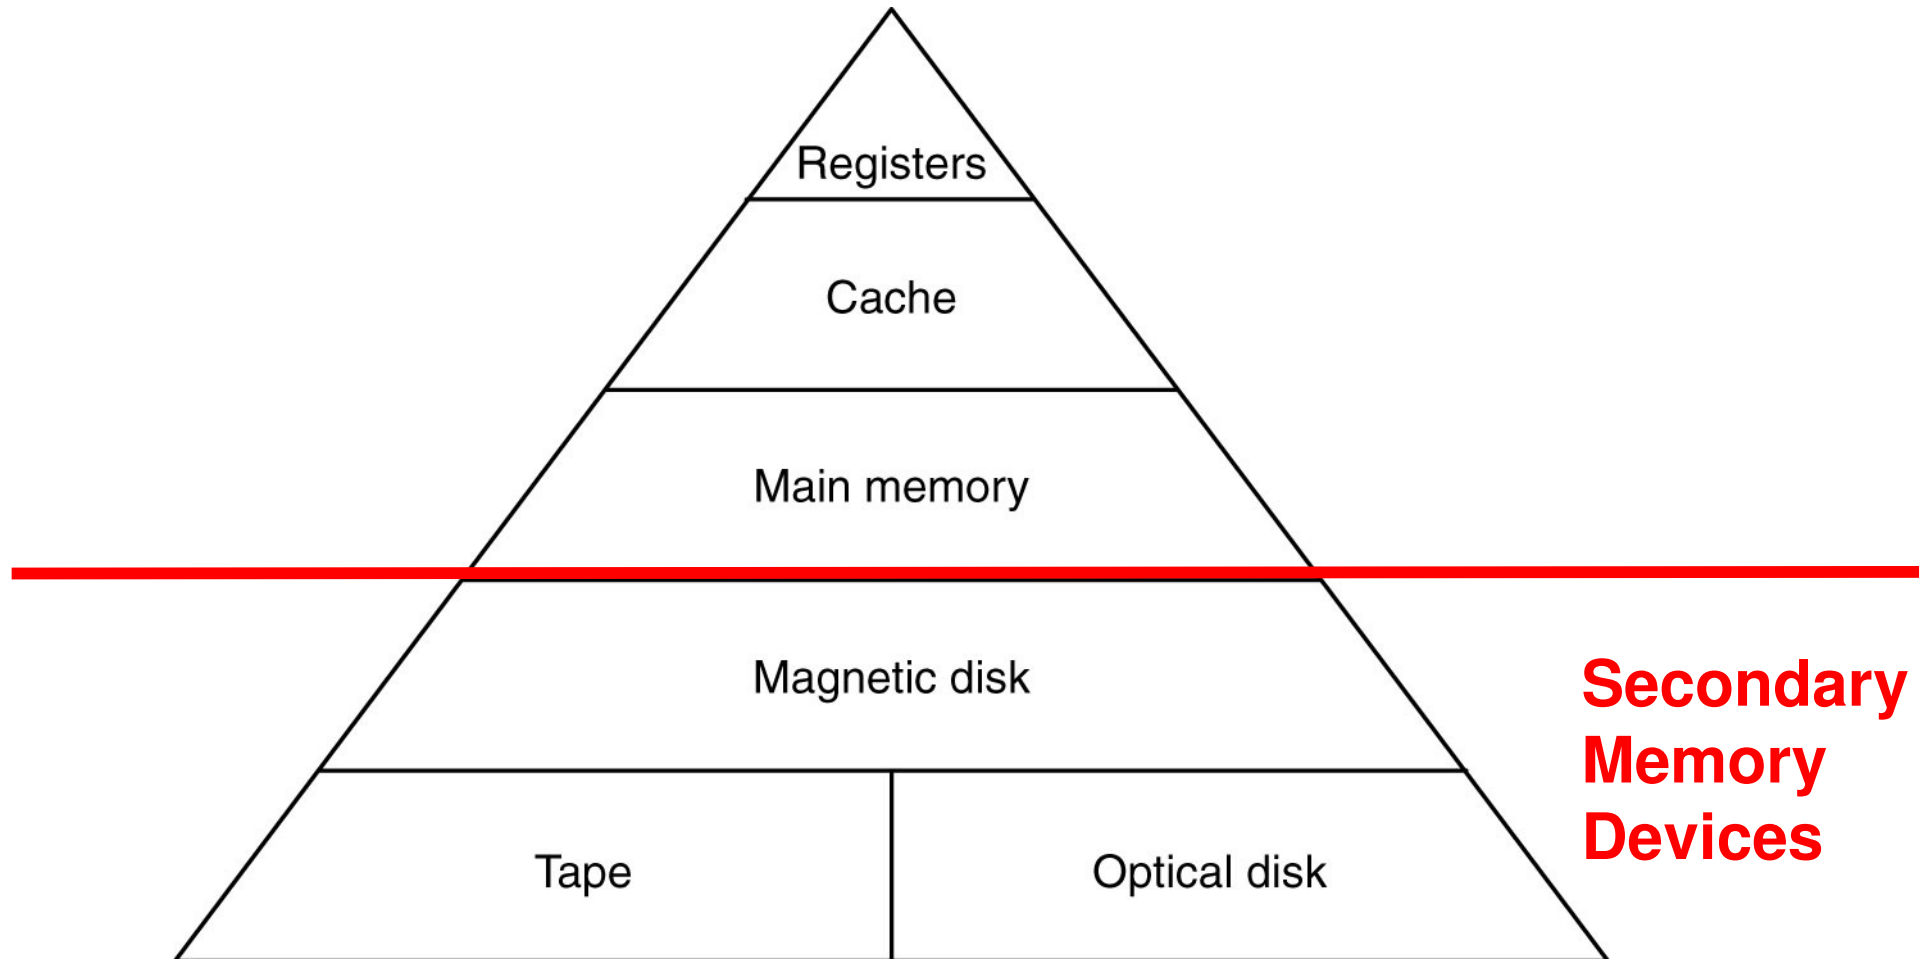 Registers
Cache
Main memory
Magnetic disk
Secondary
Memory
Devices
Tape
Optical disk